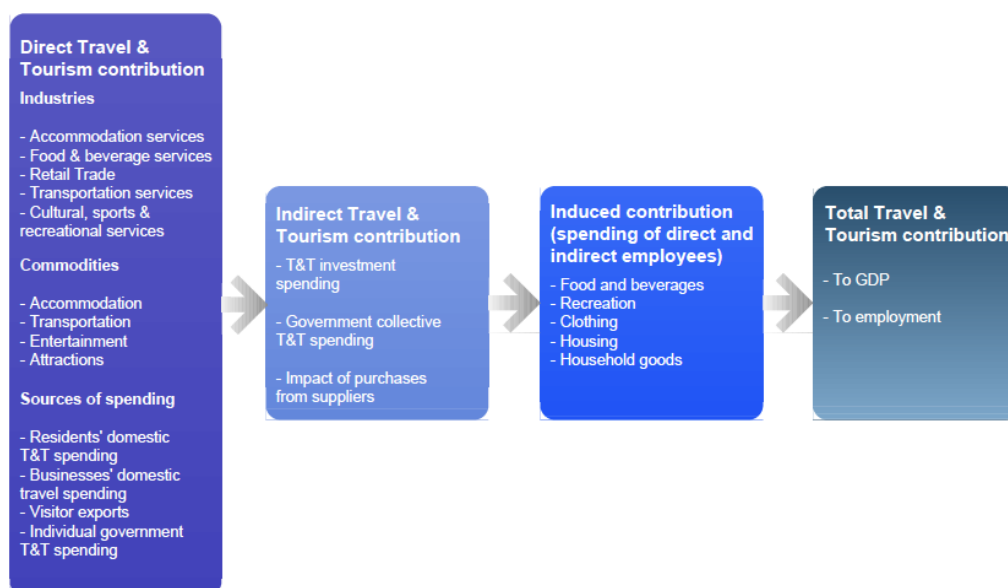 Direct Travel &
Tourism contribution
Industries
- Accommodation services
- Food & beverage services
- Retail Trade
- Transportation services
- Cultural, sports &
recreational services
Commodities
- Accommodation
- Transportation
- Entertainment
- Attractions
Sources of spending
- Residents' domestic
T&T spending
- Businesses' domestic
travel spending
- Visitor exports
- Individual government
T&T spending
Indirect Travel &
Tourism contribution
- T&T investment
spending
- Government collective
T&T spending
- Impact of purchases
from suppliers
Induced contribution
(spending of direct and
indirect employees)
- Food and beverages
- Recreation
- Clothing
- Housing
- Household goods
Total Travel &
Tourism contribution
- To GDP
- To employment